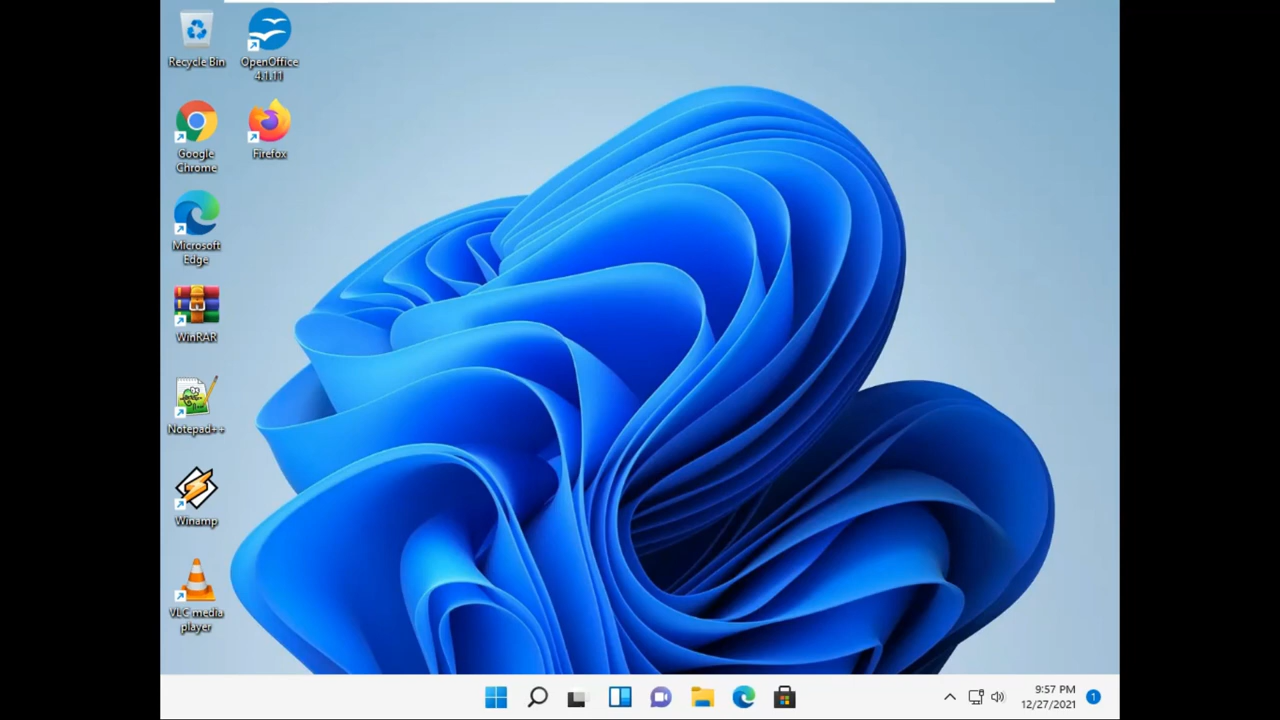 Recycle Bin
OpenOffice
4.1.11
Google
Chrome
Firefox
Microsoft
Edge
WinRAR
Notepad++
Winamp
VLC media
player
9:57 PM
12/27/2021
1